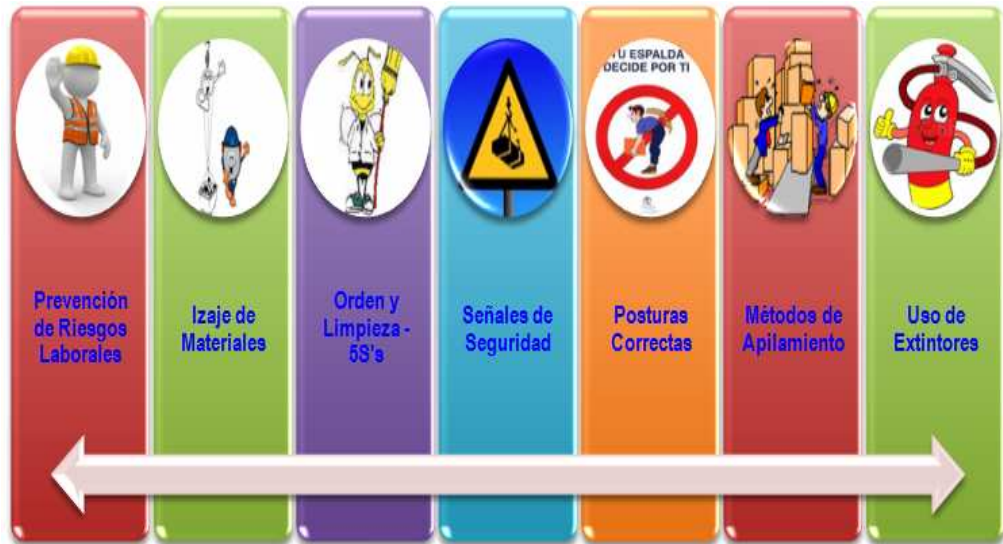 TU ESPALDA
DECIDE POR TI
Prevención
de Riesgos
Laborales
Izaje de
Materiales
Orden y
Limpieza -
5S's
Señales de
Seguridad
Posturas
Correctas
Métodos de
Apilamiento
Uso de
Extintores